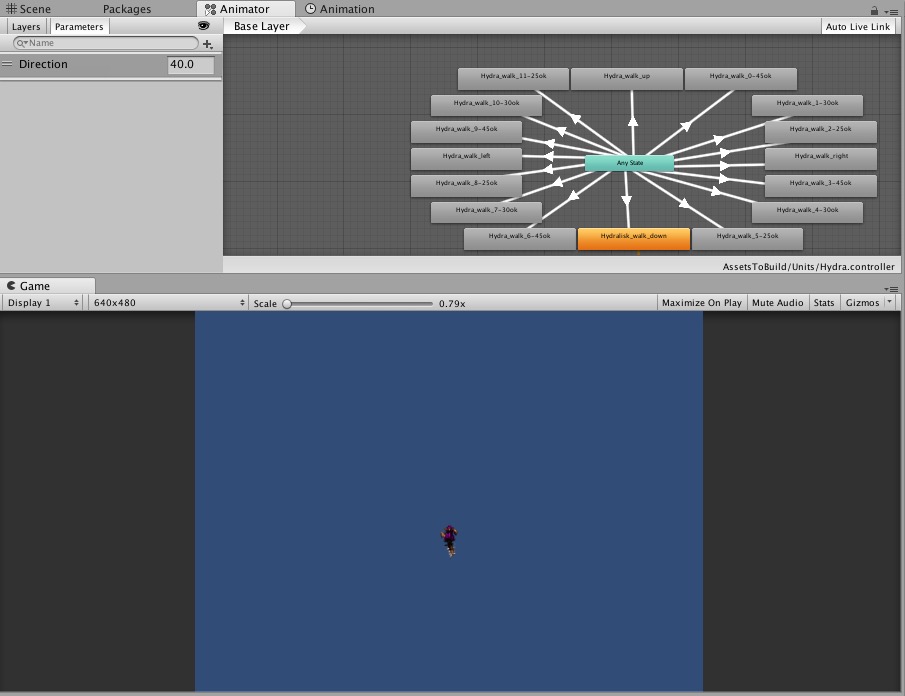 Scene Packages Animator Animation
Layers Parameters Base Layer Auto Live Link
Name
Direction 40.0
Hydra_walk_11-25ok Hydra_walk_up Hydra_walk_0-45ok
Hydra_walk_10-30ok Hydra_walk_1-30ok
Hydra_walk_9-45ok Hydra_walk_2-25ok
Hydra_walk_left Any State Hydra_walk_right
Hydra_walk_8-25ok Hydra_walk_3-45ok
Hydra_walk_7-30ok Hydra_walk_4-30ok
Hydra_walk_6-45ok Hydralisk_walk_down Hydra_walk_5-25ok
AssetsToBuild/Units/Hydra.controller
Game
Display 1 640x480 Scale 0.79x Maximize On Play Mute Audio Stats Gizmos